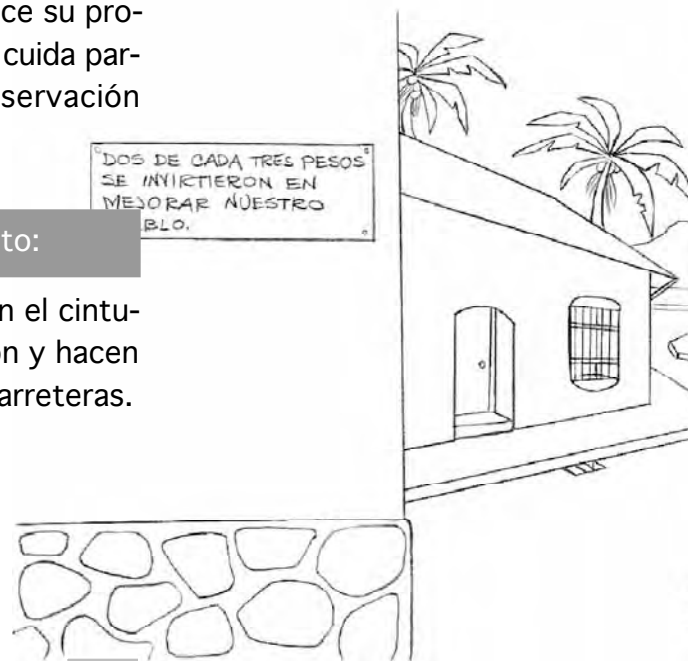 ce su pro-
cuida par-
servación
DOS DE CADA TRES PESOS
SE INVIRTIERON EN
MEJORAR NUESTRO
BLO.
to:
n el cintu-
n y hacen
arreteras.